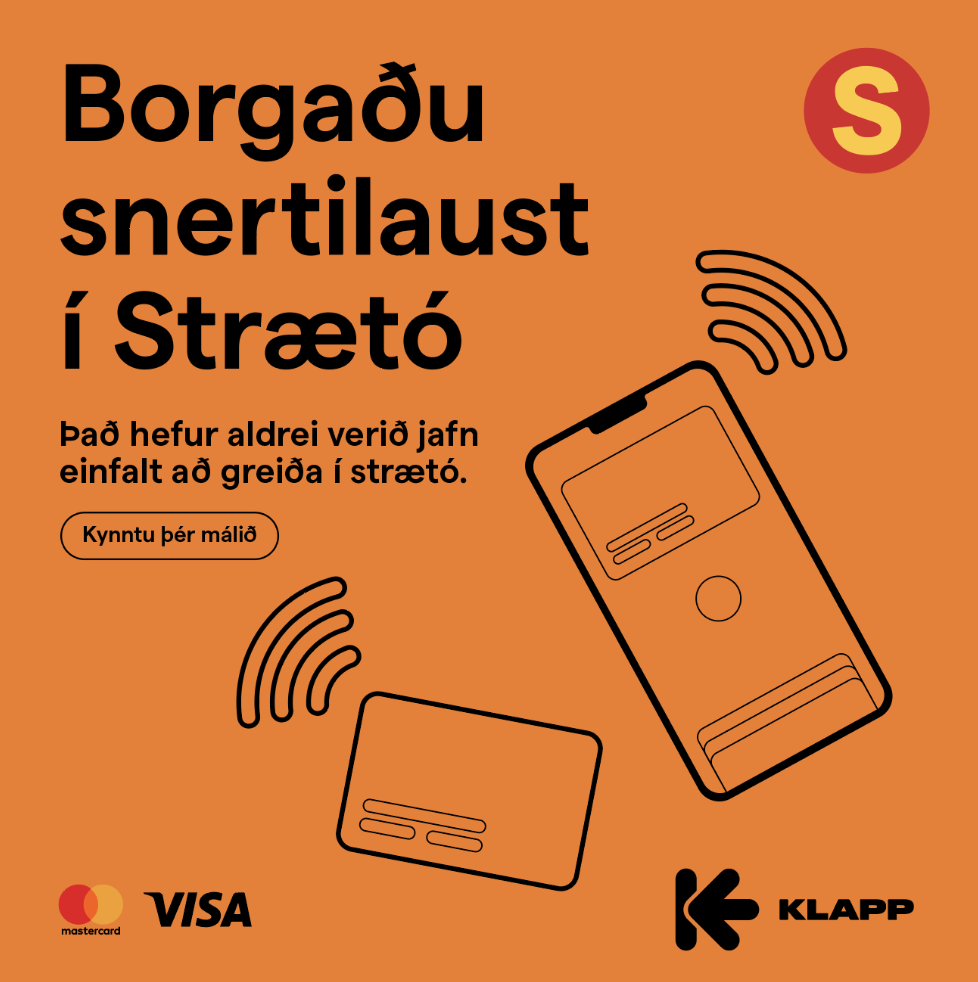 Borgaðu
snertilaust
í Strætó
S
Það hefur aldrei verið jafn
einfalt að greiða í strætó.
Kynntu þér málið
mastercard
VISA
KLAPP